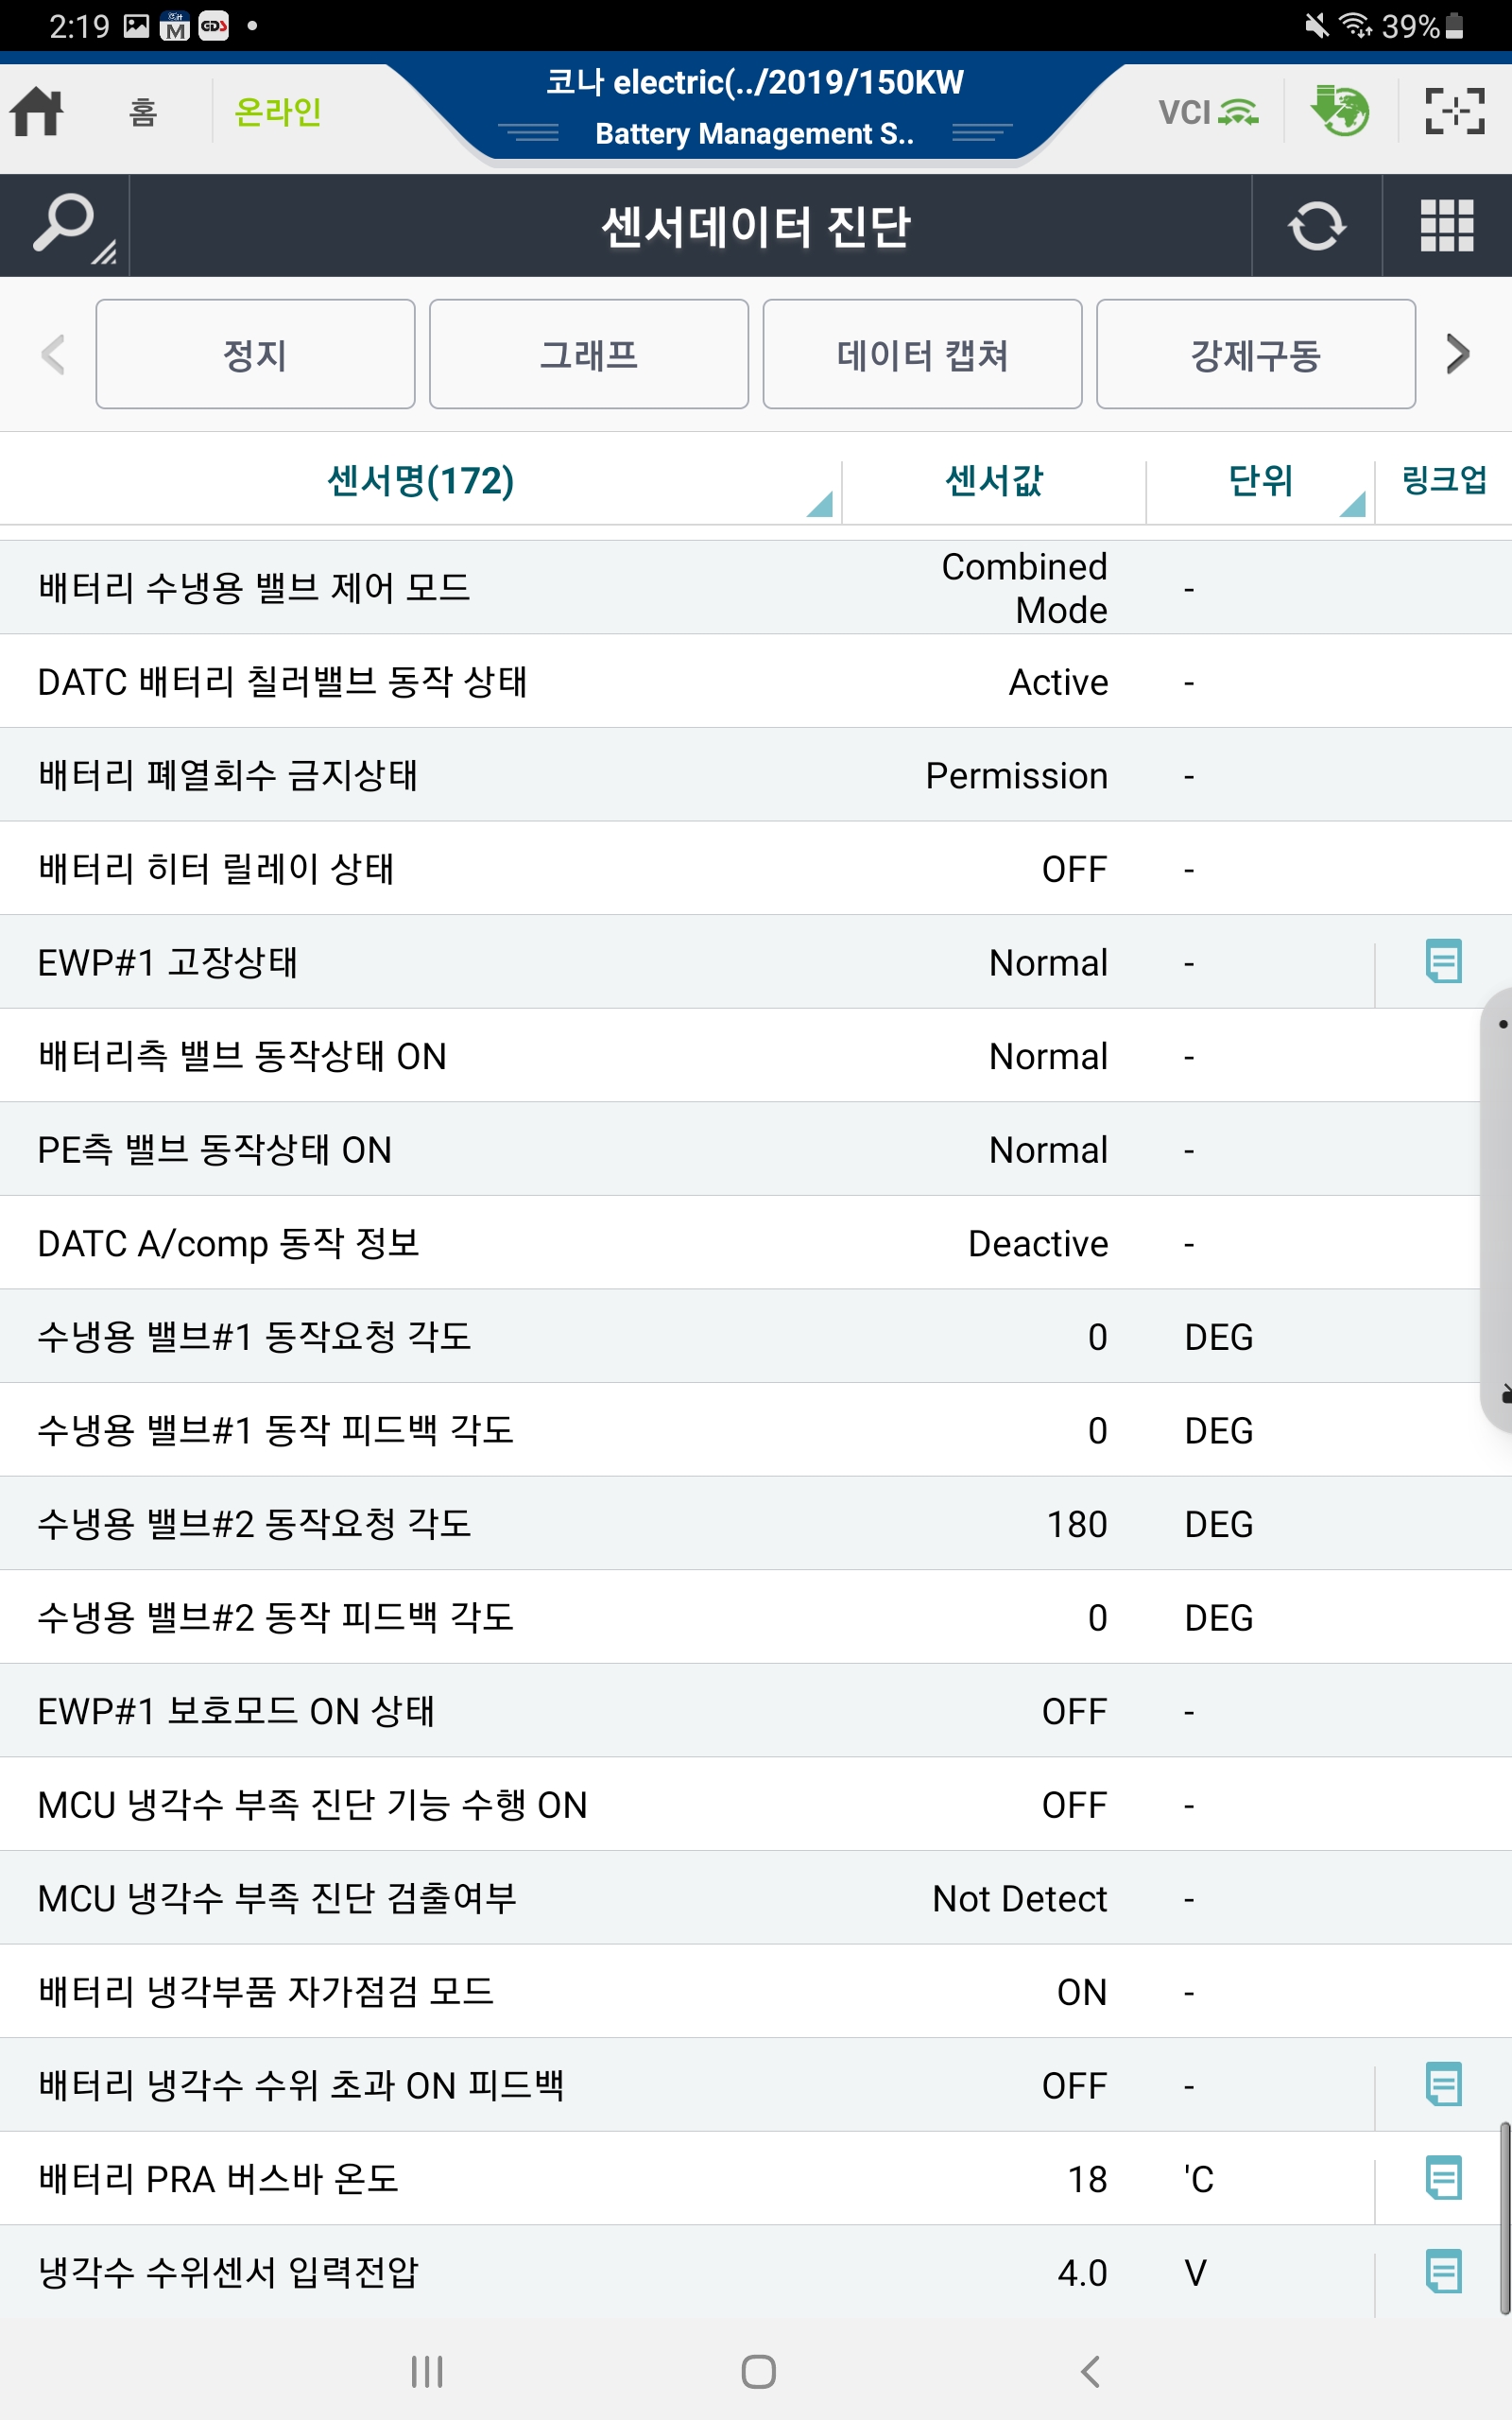 2:19
M
GDS
39%
홈
온라인
코나 electric(../2019/150KW
Battery Management S..
VCI
센서데이터 진단
정지
그래프
데이터 캡쳐
강제구동
센서명(172) 센서값 단위 링크업
배터리 수냉용 밸브 제어 모드 Combined Mode -
DATC 배터리 칠러밸브 동작 상태 Active -
배터리 폐열회수 금지상태 Permission -
배터리 히터 릴레이 상태 OFF -
EWP#1 고장상태 Normal -
배터리측 밸브 동작상태 ON Normal -
PE측 밸브 동작상태 ON Normal -
DATC A/comp 동작 정보 Deactive -
수냉용 밸브#1 동작요청 각도 0 DEG
수냉용 밸브#1 동작 피드백 각도 0 DEG
수냉용 밸브#2 동작요청 각도 180 DEG
수냉용 밸브#2 동작 피드백 각도 0 DEG
EWP#1 보호모드 ON 상태 OFF -
MCU 냉각수 부족 진단 기능 수행 ON OFF -
MCU 냉각수 부족 진단 검출여부 Not Detect -
배터리 냉각부품 자가점검 모드 ON -
배터리 냉각수 수위 초과 ON 피드백 OFF -
배터리 PRA 버스바 온도 18 'C
냉각수 수위센서 입력전압 4.0 V